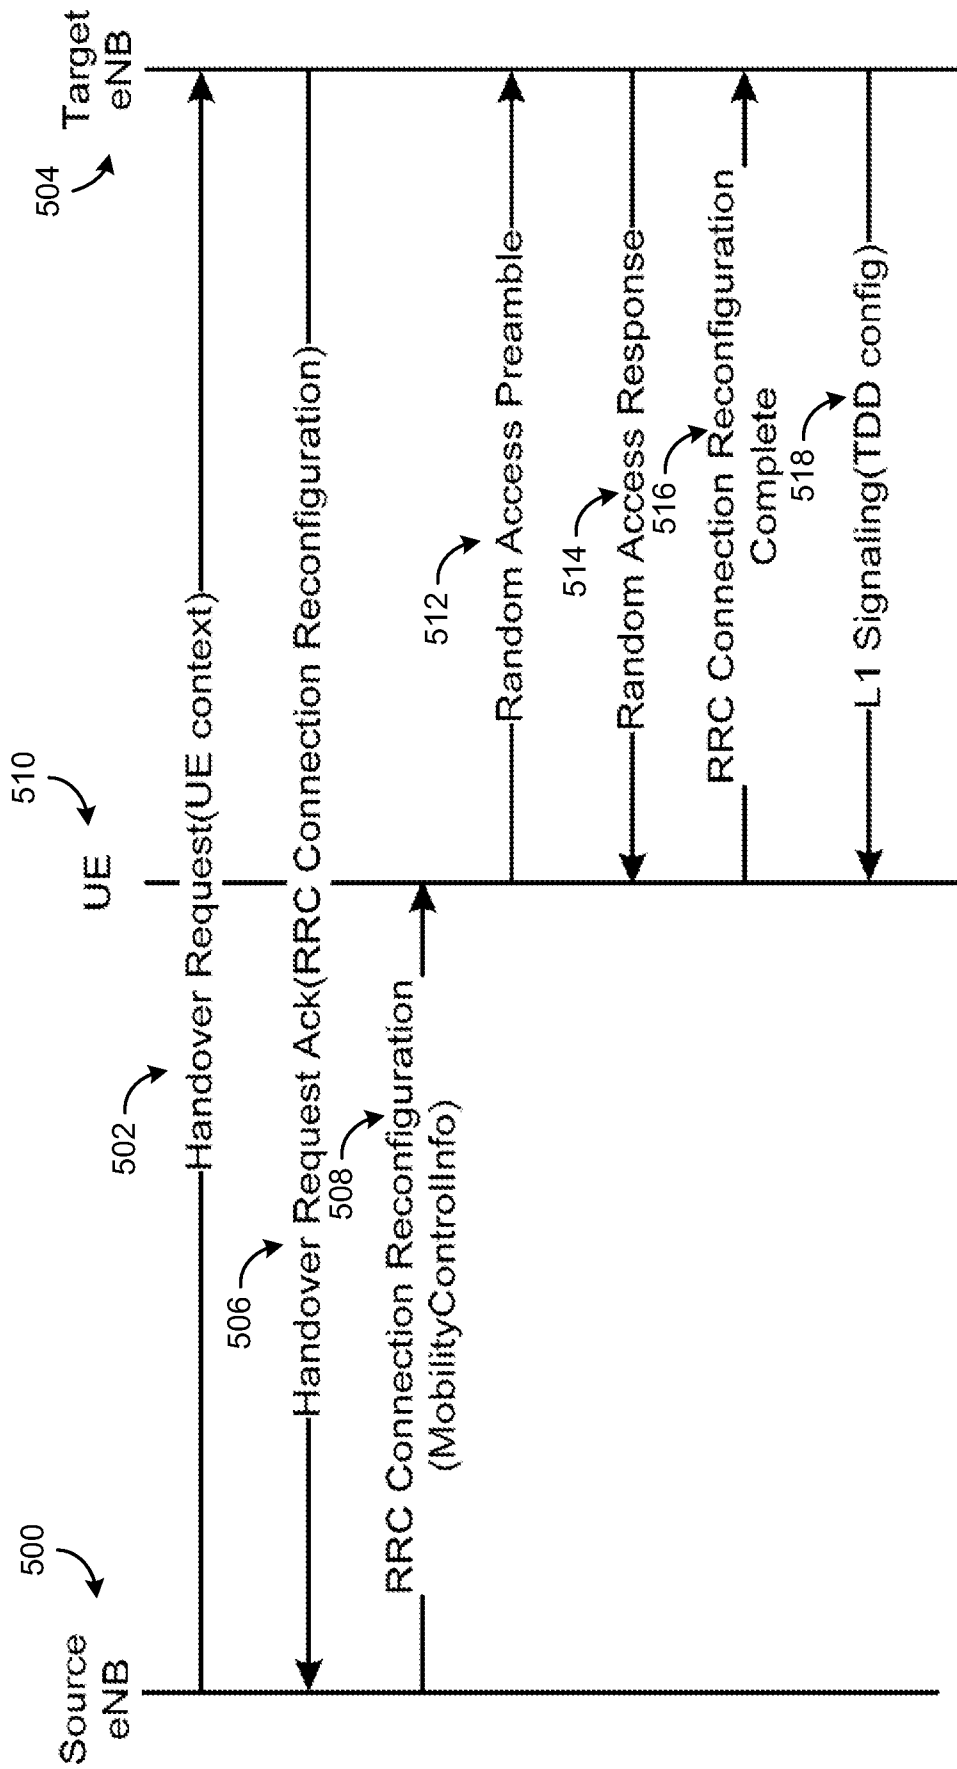 500
Source
eNB
510
UE
504
Target
eNB
502
Handover Request(UE context)
506
Handover Request Ack(RRC Connection Reconfiguration)
508
RRC Connection Reconfiguration
(MobilityControlInfo)
512
Random Access Preamble
514
Random Access Response
516
RRC Connection Reconfiguration
Complete
518
L1 Signaling(TDD config)